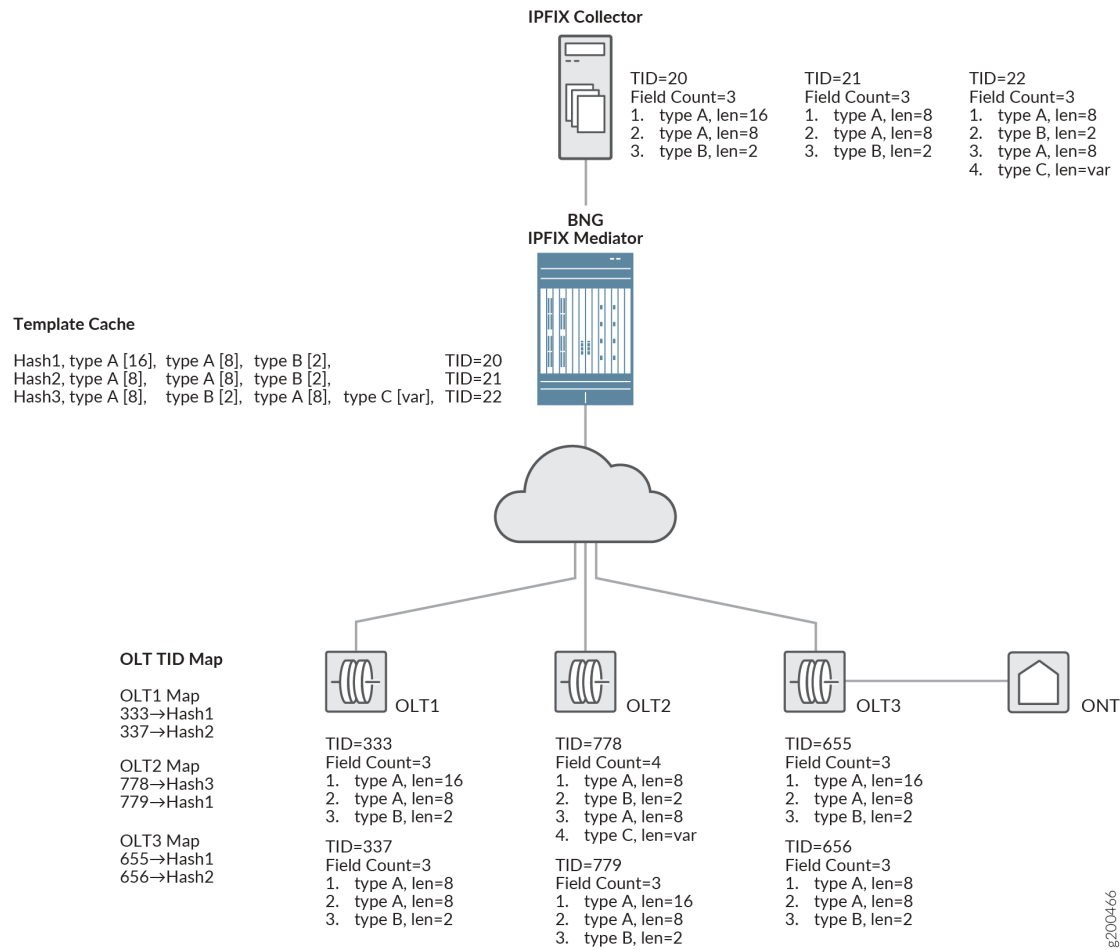 IPFIX Collector
TID=20
Field Count=3
1. type A, len=16
2. type A, len=8
3. type B, len=2
TID=21
Field Count=3
1. type A, len=8
2. type A, len=8
3. type B, len=2
TID=22
Field Count=3
1. type A, len=8
2. type B, len=2
3. type A, len=8
4. type C, len=var
BNG
IPFIX Mediator
Template Cache
Hash1, type A [16], type A [8], type B [2], TID=20
Hash2, type A [8], type A [8], type B [2], TID=21
Hash3, type A [8], type B [2], type A [8], type C [var], TID=22
OLT TID Map
OLT1 Map
333→Hash1
337→Hash2
OLT2 Map
778→Hash3
779→Hash1
OLT3 Map
655→Hash1
656→Hash2
OLT1
TID=333
Field Count=3
1. type A, len=16
2. type A, len=8
3. type B, len=2
TID=337
Field Count=3
1. type A, len=8
2. type A, len=8
3. type B, len=2
OLT2
TID=778
Field Count=4
1. type A, len=8
2. type B, len=2
3. type A, len=8
4. type C, len=var
TID=779
Field Count=3
1. type A, len=16
2. type A, len=8
3. type B, len=2
OLT3
TID=655
Field Count=3
1. type A, len=16
2. type A, len=8
3. type B, len=2
TID=656
Field Count=3
1. type A, len=8
2. type A, len=8
3. type B, len=2
ONT
g200466